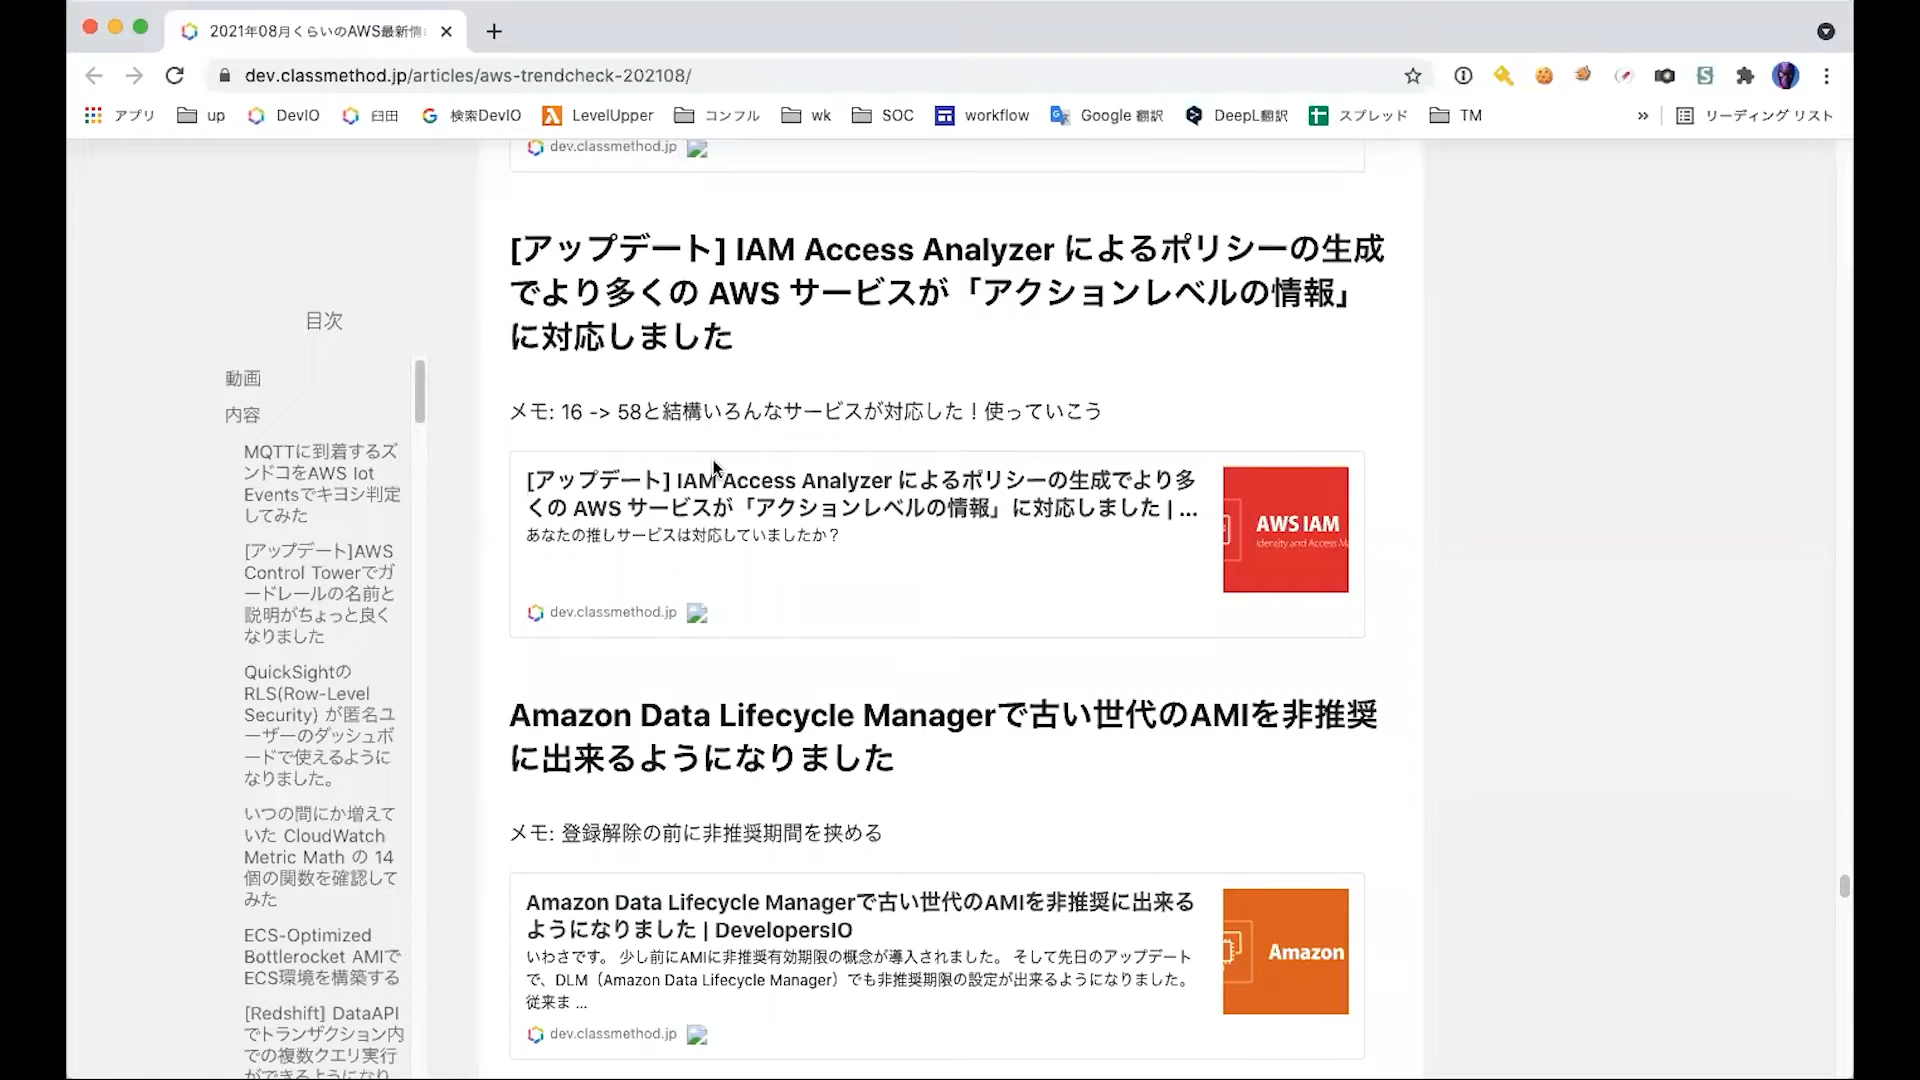 2021年08月くらいのAWS最新情
dev.classmethod.jp/articles/aws-trendcheck-202108/
アプリ
up
DevIO
臼田
検索DevIO
LevelUpper
コンフル
wk
SOC
workflow
Google 翻訳
DeepL翻訳
スプレッド
TM
»
リーディング リスト
dev.classmethod.jp
[アップデート] IAM Access Analyzer によるポリシーの生成
でより多くの AWS サービスが「アクションレベルの情報」
に対応しました
メモ: 16 -> 58と結構いろんなサービスが対応した！使っていこう
[アップデート] IAM Access Analyzer によるポリシーの生成でより多
くの AWS サービスが「アクションレベルの情報」に対応しました | ...
あなたの推しサービスは対応していましたか？
AWS IAM
Identity and Access M
dev.classmethod.jp
Amazon Data Lifecycle Managerで古い世代のAMIを非推奨
に出来るようになりました
メモ: 登録解除の前に非推奨期間を挟める
Amazon Data Lifecycle Managerで古い世代のAMIを非推奨に出来る
ようになりました | DevelopersIO
いわさです。 少し前にAMIに非推奨有効期限の概念が導入されました。 そして先日のアップデート
で、DLM（Amazon Data Lifecycle Manager）でも非推奨期限の設定が出来るようになりました。
従来ま ...
Amazon
dev.classmethod.jp
目次
動画
内容
MQTTに到着するズ
ンドコをAWS Iot
Eventsでキヨシ判定
してみた
[アップデート]AWS
Control Towerでガ
ードレールの名前と
説明がちょっと良く
なりました
QuickSightの
RLS(Row-Level
Security) が匿名ユ
ーザーのダッシュボ
ードで使えるように
なりました。
いつの間にか増えて
いた CloudWatch
Metric Math の 14
個の関数を確認して
みた
ECS-Optimized
Bottlerocket AMIで
ECS環境を構築する
[Redshift] DataAPI
でトランザクション内
での複数クエリ実行
ができるようになり